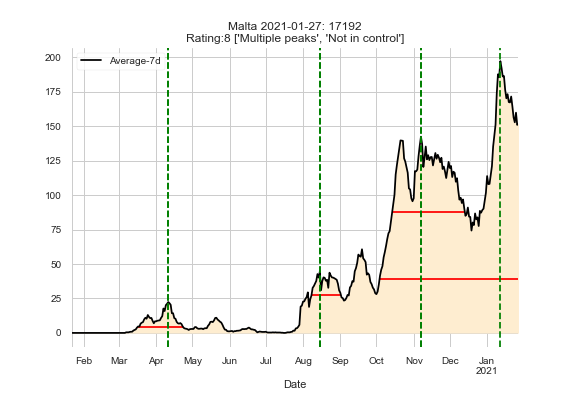 Malta 2021-01-27: 17192
Rating:8 ['Multiple peaks', 'Not in control']
Average-7d
200
175
150
125
100
75
50
25
0
Feb Mar Apr May Jun Jul Aug Sep Oct Nov Dec Jan
2021
Date